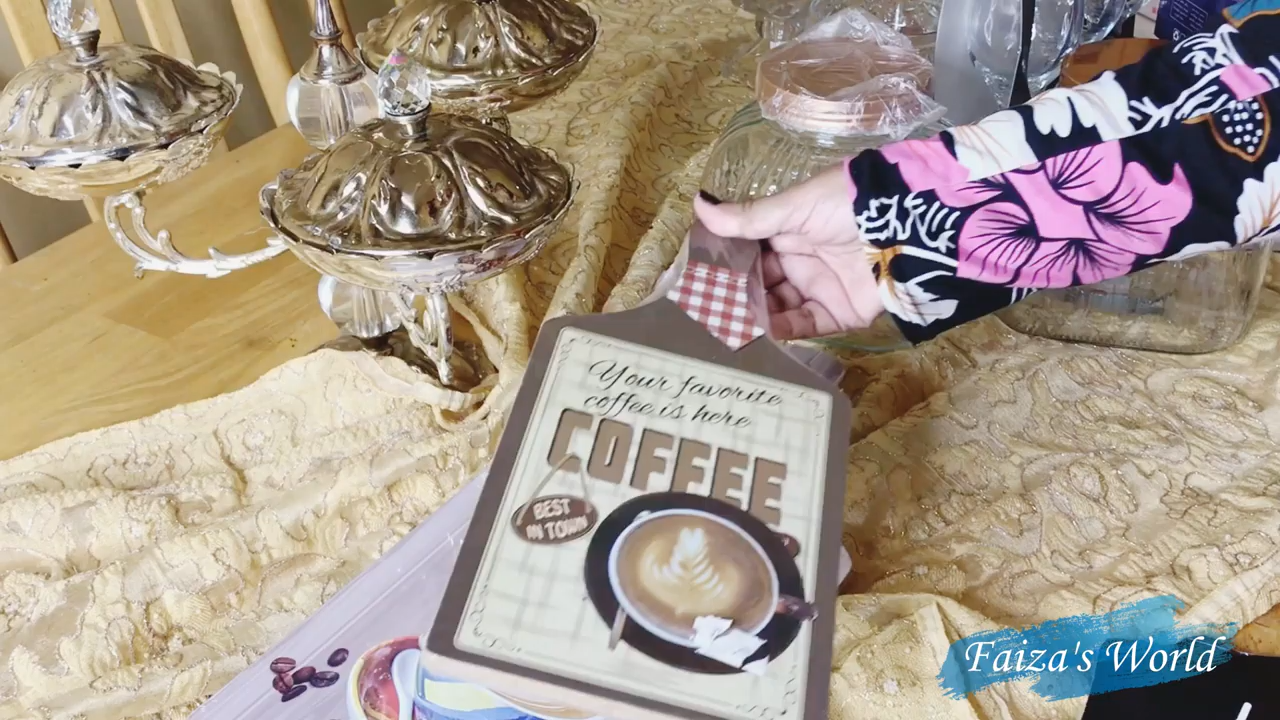 Your favorite
coffee is here
COFFEE
BEST
IN TOWN
Faiza's World